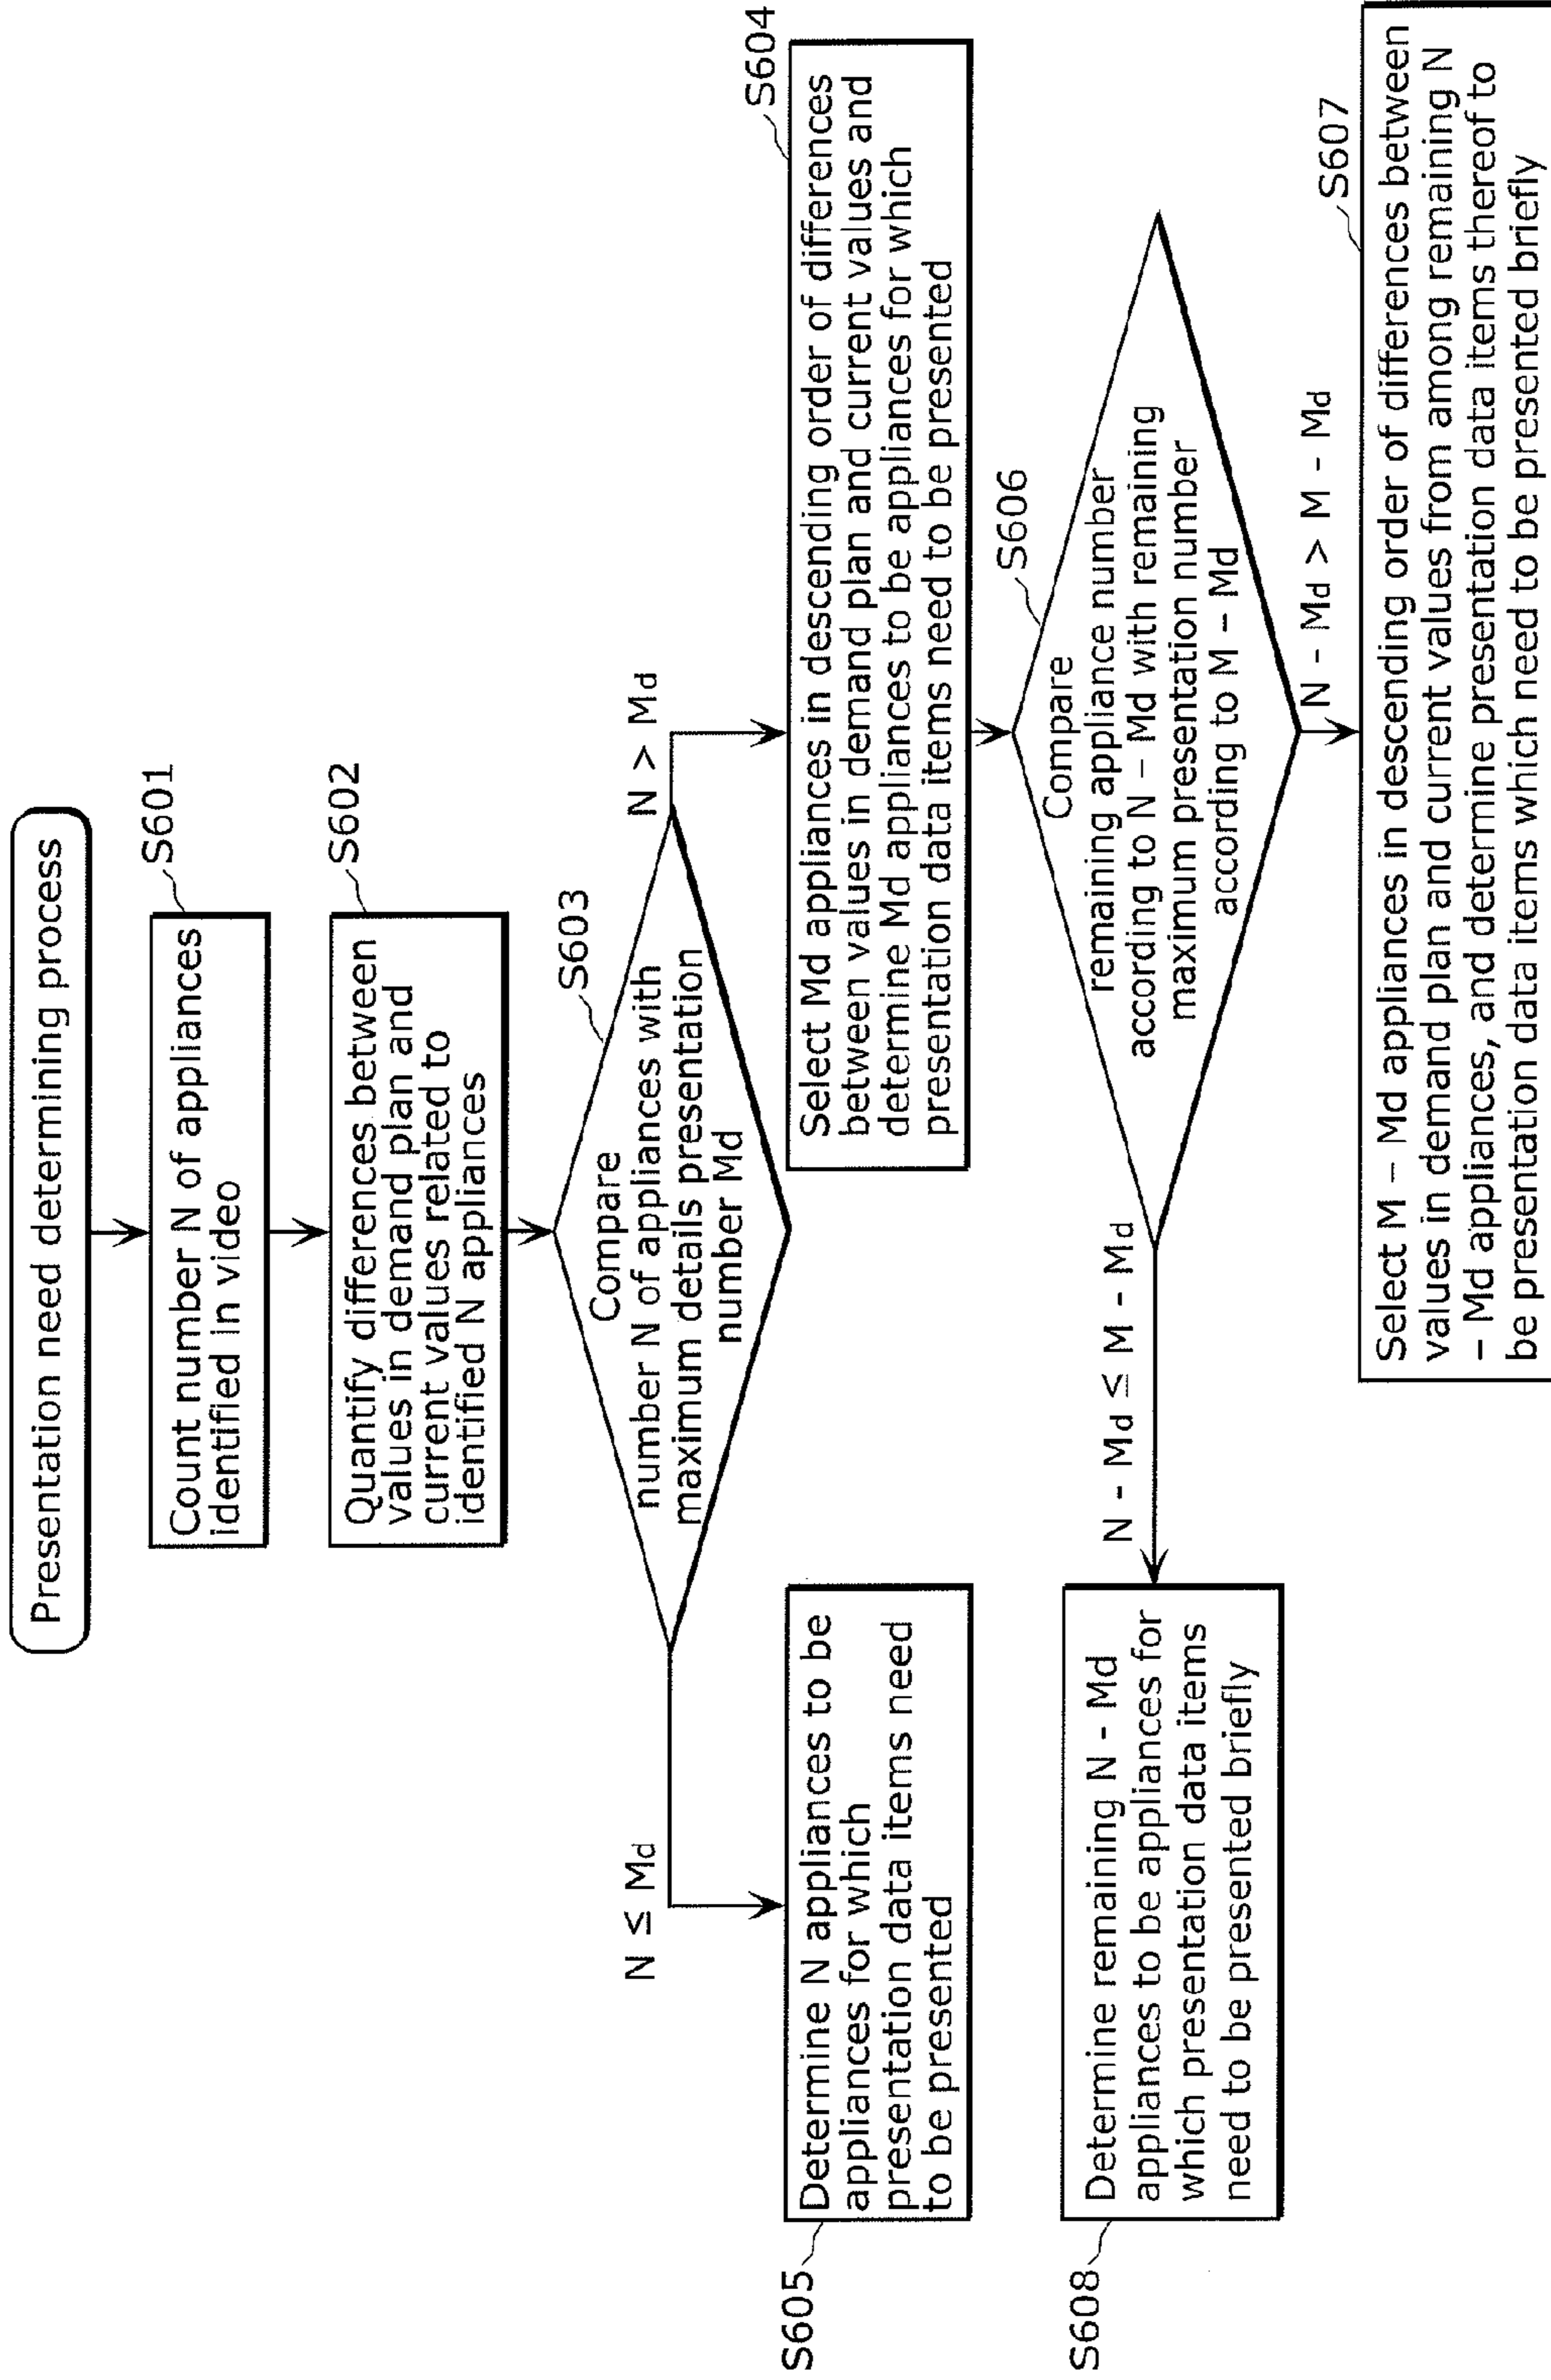 Presentation need determining process
S601
Count number N of appliances
identified in video
S602
Quantify differences between
values in demand plan and
current values related to
identified N appliances
S603
Compare
number N of appliances with
maximum details presentation
number Md
N ≤ Md
N > Md
S605
Determine N appliances to be
appliances for which
presentation data items need
to be presented
S604
Select Md appliances in descending order of differences
between values in demand plan and current values and
determine Md appliances to be appliances for which
presentation data items need to be presented
S606
Compare
remaining appliance number
according to N – Md with remaining
maximum presentation number
according to M – Md
N - Md ≤ M - Md
N - Md > M - Md
S608
Determine remaining N - Md
appliances to be appliances for
which presentation data items
need to be presented briefly
S607
Select M – Md appliances in descending order of differences between
values in demand plan and current values from among remaining N
– Md appliances, and determine presentation data items thereof to
be presentation data items which need to be presented briefly